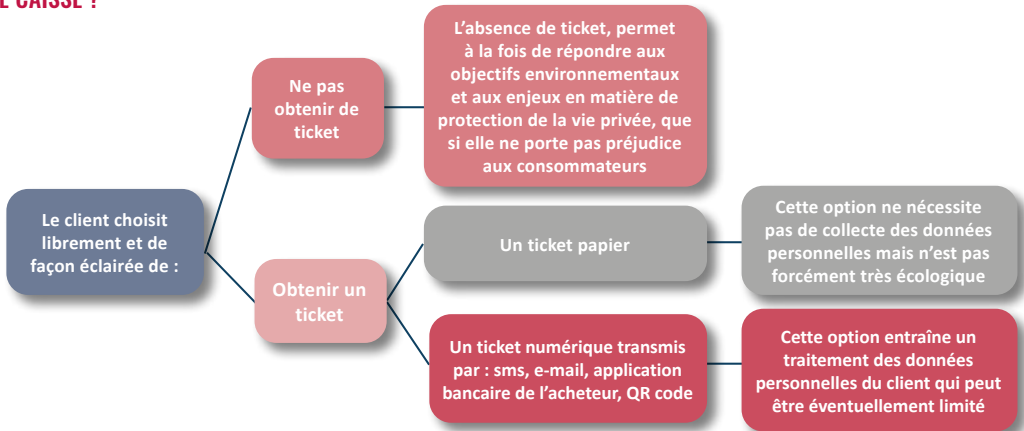 E CAISSE ?
Ne pas
obtenir de
ticket
L'absence de ticket, permet
à la fois de répondre aux
objectifs environnementaux
et aux enjeux en matière de
protection de la vie privée, que
si elle ne porte pas préjudice
aux consommateurs
Le client choisit
librement et de
façon éclairée de :
Obtenir un
ticket
Un ticket papier
Cette option ne nécessite
pas de collecte des données
personnelles mais n'est pas
forcément très écologique
Un ticket numérique transmis
par : sms, e-mail, application
bancaire de l'acheteur, QR code
Cette option entraîne un
traitement des données
personnelles du client qui peut
être éventuellement limité